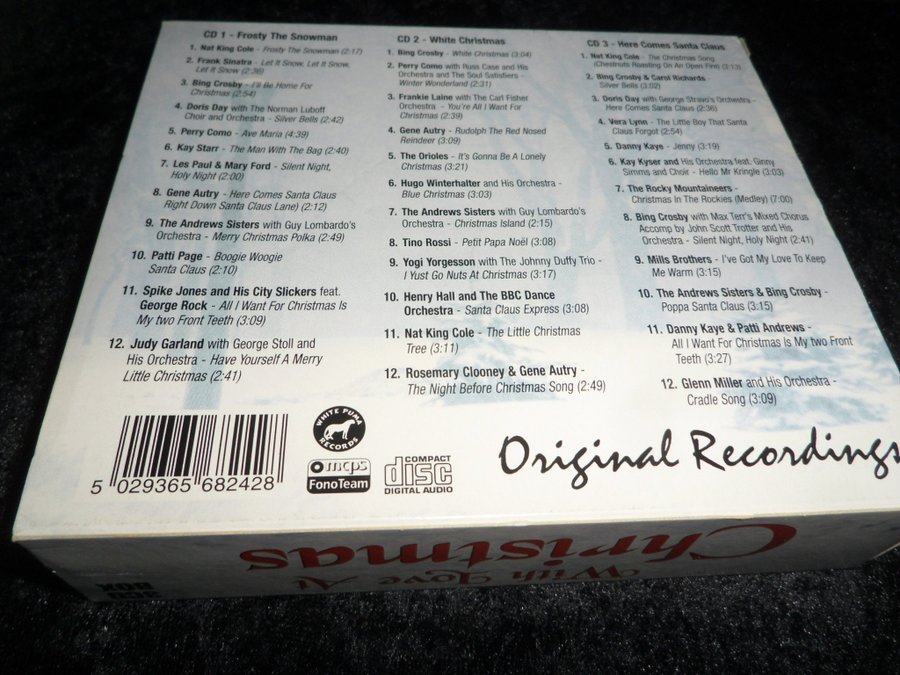 CD 1 - Frosty The Snowman
1. Nat King Cole - Frosty The Snowman (2:17)
2. Frank Sinatra - Let It Snow, Let It Snow,
Let It Snow (2:36)
3. Bing Crosby - I'll Be Home For
Christmas (2:54)
4. Doris Day with The Norman Luboff
Choir and Orchestra - Silver Bells (2:42)
5. Perry Como - Ave Maria (4:39)
6. Kay Starr - The Man With The Bag (2:40)
7. Les Paul & Mary Ford - Silent Night,
Holy Night (2:00)
8. Gene Autry - Here Comes Santa Claus
Right Down Santa Claus Lane) (2:12)
9. The Andrews Sisters with Guy Lombardo's
Orchestra - Merry Christmas Polka (2:49)
10. Patti Page - Boogie Woogie
Santa Claus (2:10)
11. Spike Jones and His City Slickers feat.
George Rock - All I Want For Christmas Is
My two Front Teeth (3:09)
12. Judy Garland with George Stoll and
His Orchestra - Have Yourself A Merry
Little Christmas (2:41)
CD 2 - White Christmas
1. Bing Crosby - White Christmas (3:04)
2. Perry Como with Russ Case and His
Orchestra and The Soul Satisfiers -
Winter Wonderland (2:31)
3. Frankie Laine with The Carl Fisher
Orchestra - You're All I Want For
Christmas (2:39)
4. Gene Autry - Rudolph The Red Nosed
Reindeer (3:09)
5. The Orioles - It's Gonna Be A Lonely
Christmas (3:21)
6. Hugo Winterhalter and His Orchestra -
Blue Christmas (3:03)
7. The Andrews Sisters with Guy Lombardo's
Orchestra - Christmas Island (2:15)
8. Tino Rossi - Petit Papa Noël (3:08)
9. Yogi Yorgesson with The Johnny Duffy Trio -
I Yust Go Nuts At Christmas (3:17)
10. Henry Hall and The BBC Dance
Orchestra - Santa Claus Express (3:08)
11. Nat King Cole - The Little Christmas
Tree (3:11)
12. Rosemary Clooney & Gene Autry -
The Night Before Christmas Song (2:49)
CD 3 - Here Comes Santa Claus
1. Nat King Cole - The Christmas Song
(Chestnuts Roasting On An Open Fire) (3:13)
2. Bing Crosby & Carol Richards -
Silver Bells (3:02)
3. Doris Day with George Stravo's Orchestra -
Here Comes Santa Claus (2:36)
4. Vera Lynn - The Little Boy That Santa
Claus Forgot (2:54)
5. Danny Kaye - Jenny (3:19)
6. Kay Kyser and His Orchestra feat. Ginny
Simms and Choir - Hello Mr Kringle (3:03)
7. The Rocky Mountaineers -
Christmas In The Rockies (Medley) (7:00)
8. Bing Crosby with Max Terr's Mixed Chorus
Accomp by John Scott Trotter and His
Orchestra - Silent Night, Holy Night (2:41)
9. Mills Brothers - I've Got My Love To Keep
Me Warm (3:15)
10. The Andrews Sisters & Bing Crosby -
Poppa Santa Claus (3:15)
11. Danny Kaye & Patti Andrews -
All I Want For Christmas Is My two Front
Teeth (3:27)
12. Glenn Miller and His Orchestra -
Cradle Song (3:09)
5 029365 682428
WHITE PUMA
RECORDS
mcps
FonoTeam
COMPACT
disc
DIGITAL AUDIO
Original Recordings
With Love At
Christmas
3CD
BOX